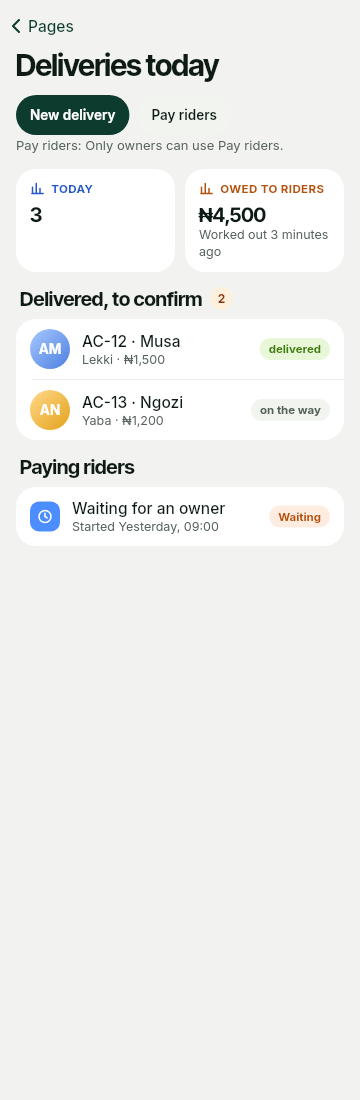 Pages
Deliveries today
New delivery
Pay riders
Pay riders: Only owners can use Pay riders.
TODAY
3
OWED TO RIDERS
₦4,500
Worked out 3 minutes
ago
Delivered, to confirm 2
AM
AC-12 · Musa
Lekki · ₦1,500
delivered
AN
AC-13 · Ngozi
Yaba · ₦1,200
on the way
Paying riders
Waiting for an owner
Started Yesterday, 09:00
Waiting